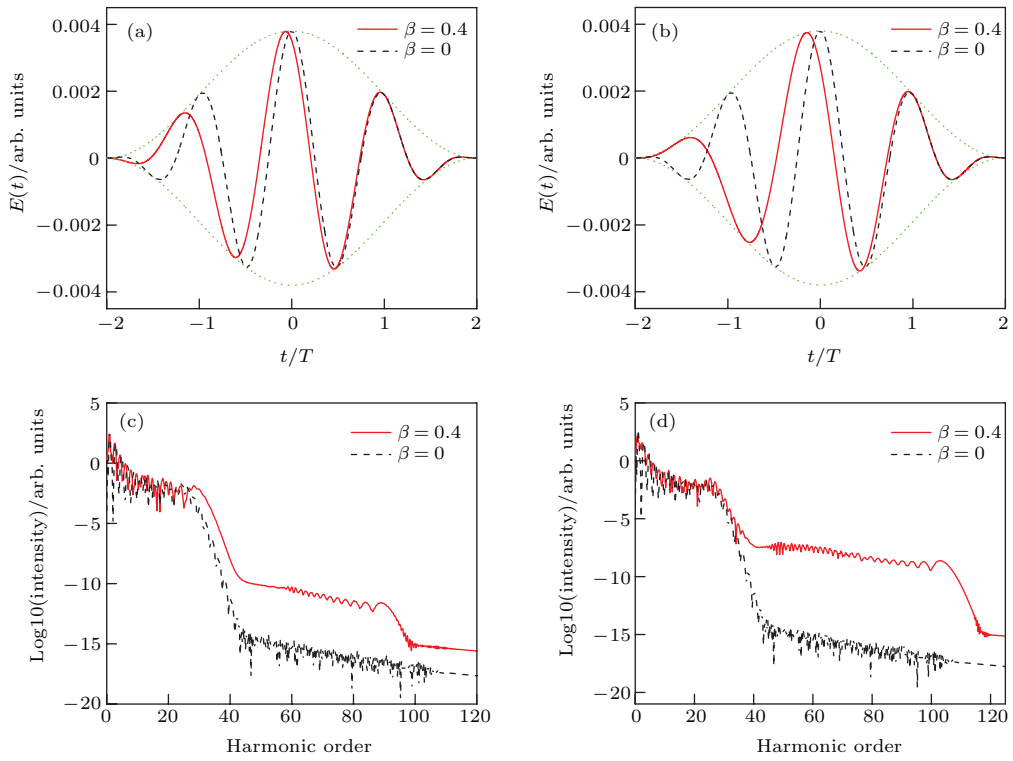 (a)
β = 0.4
β = 0
E(t)/arb. units
0.004
0.002
0
−0.002
−0.004
−2
−1
0
1
2
t/T
(b)
β = 0.4
β = 0
E(t)/arb. units
0.004
0.002
0
−0.002
−0.004
−2
−1
0
1
2
t/T
(c)
β = 0.4
β = 0
Log10(intensity)/arb. units
5
0
−5
−10
−15
−20
0
20
40
60
80
100
120
Harmonic order
(d)
β = 0.4
β = 0
Log10(intensity)/arb. units
5
0
−5
−10
−15
−20
0
20
40
60
80
100
120
Harmonic order